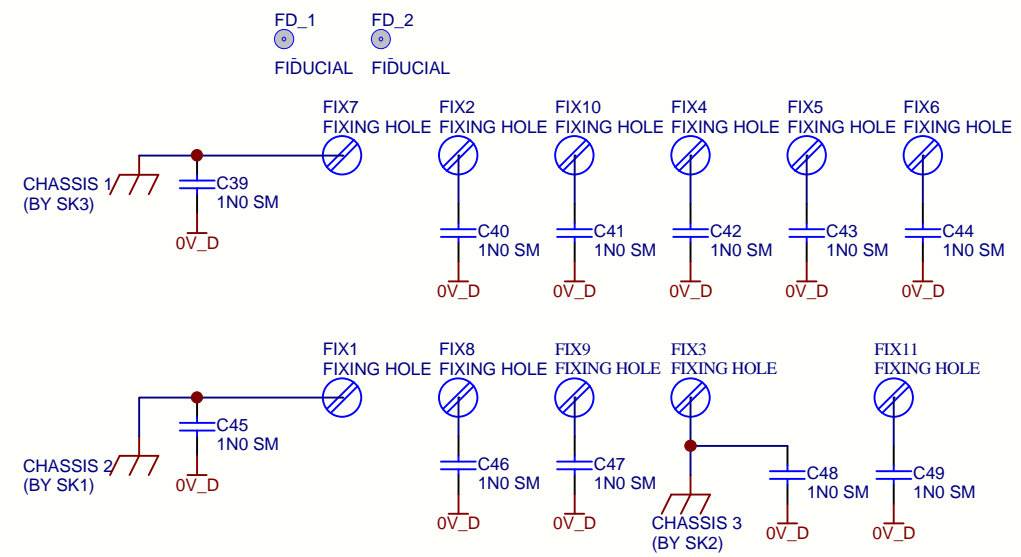 FD_1 FD_2
FIDUCIAL FIDUCIAL
FIX7 FIX2 FIX10 FIX4 FIX5 FIX6
FIXING HOLE FIXING HOLE FIXING HOLE FIXING HOLE FIXING HOLE FIXING HOLE
CHASSIS 1 C39
(BY SK3) 1N0 SM
0V_D
C40 C41 C42 C43 C44
1N0 SM 1N0 SM 1N0 SM 1N0 SM 1N0 SM
0V_D 0V_D 0V_D 0V_D 0V_D
FIX1 FIX8 FIX9 FIX3 FIX11
FIXING HOLE FIXING HOLE FIXING HOLE FIXING HOLE FIXING HOLE
C45
1N0 SM
CHASSIS 2 C46 C47 C48 C49
(BY SK1) 0V_D 1N0 SM 1N0 SM 1N0 SM 1N0 SM
0V_D 0V_D CHASSIS 3 0V_D 0V_D
(BY SK2)